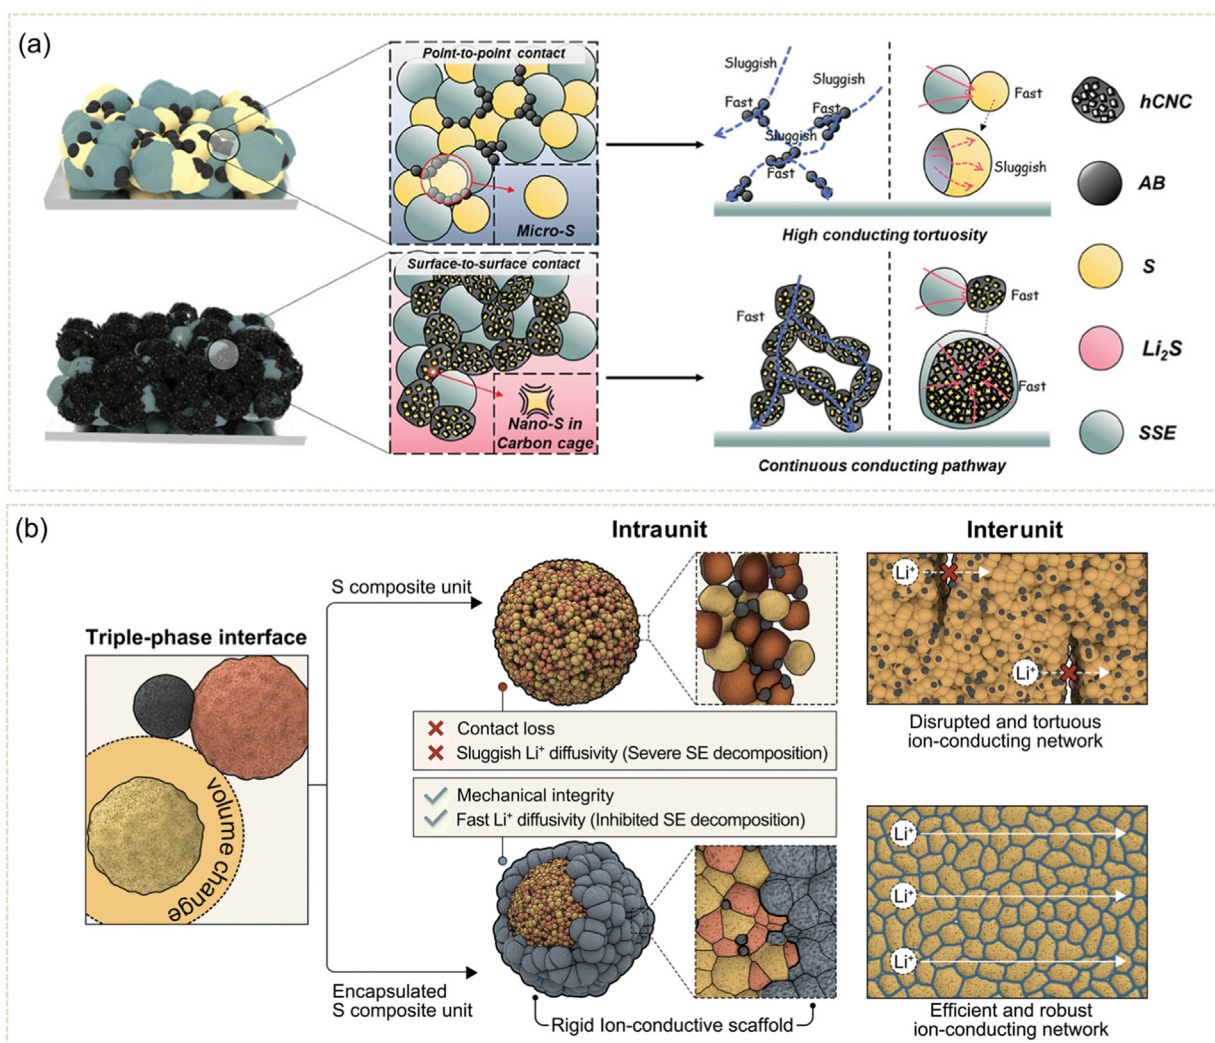 (a)
Point-to-point contact
Micro-S
Sluggish
Sluggish
Fast
Fast
Sluggish
Fast
Fast
Sluggish
High conducting tortuosity
Surface-to-surface contact
Nano-S in
Carbon cage
Fast
Fast
Fast
Continuous conducting pathway
hCNC
AB
S
Li₂S
SSE
(b)
Intraunit
Interunit
Triple-phase interface
volume change
S composite unit
Contact loss
Sluggish Li⁺ diffusivity (Severe SE decomposition)
Mechanical integrity
Fast Li⁺ diffusivity (Inhibited SE decomposition)
Encapsulated
S composite unit
Rigid Ion-conductive scaffold
Li⁺
Li⁺
Disrupted and tortuous
ion-conducting network
Li⁺
Li⁺
Li⁺
Efficient and robust
ion-conducting network